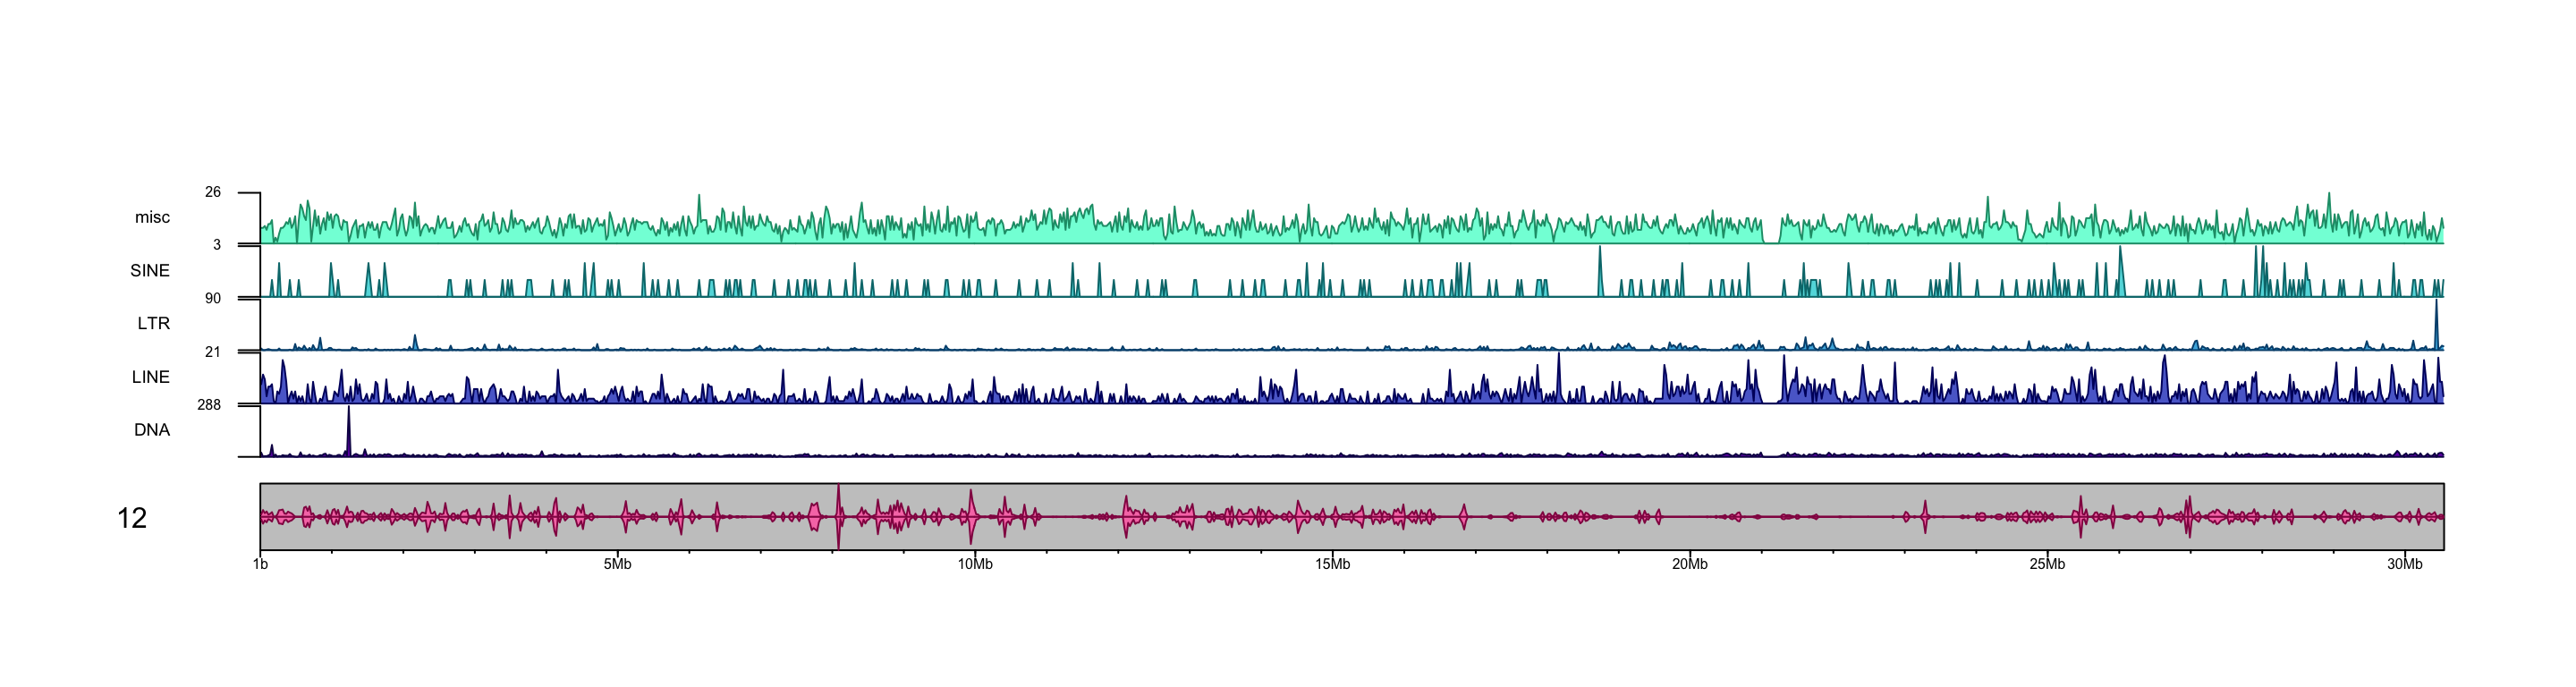 26
misc
3
SINE
90
LTR
21
LINE
288
DNA
12
1b 5Mb 10Mb 15Mb 20Mb 25Mb 30Mb